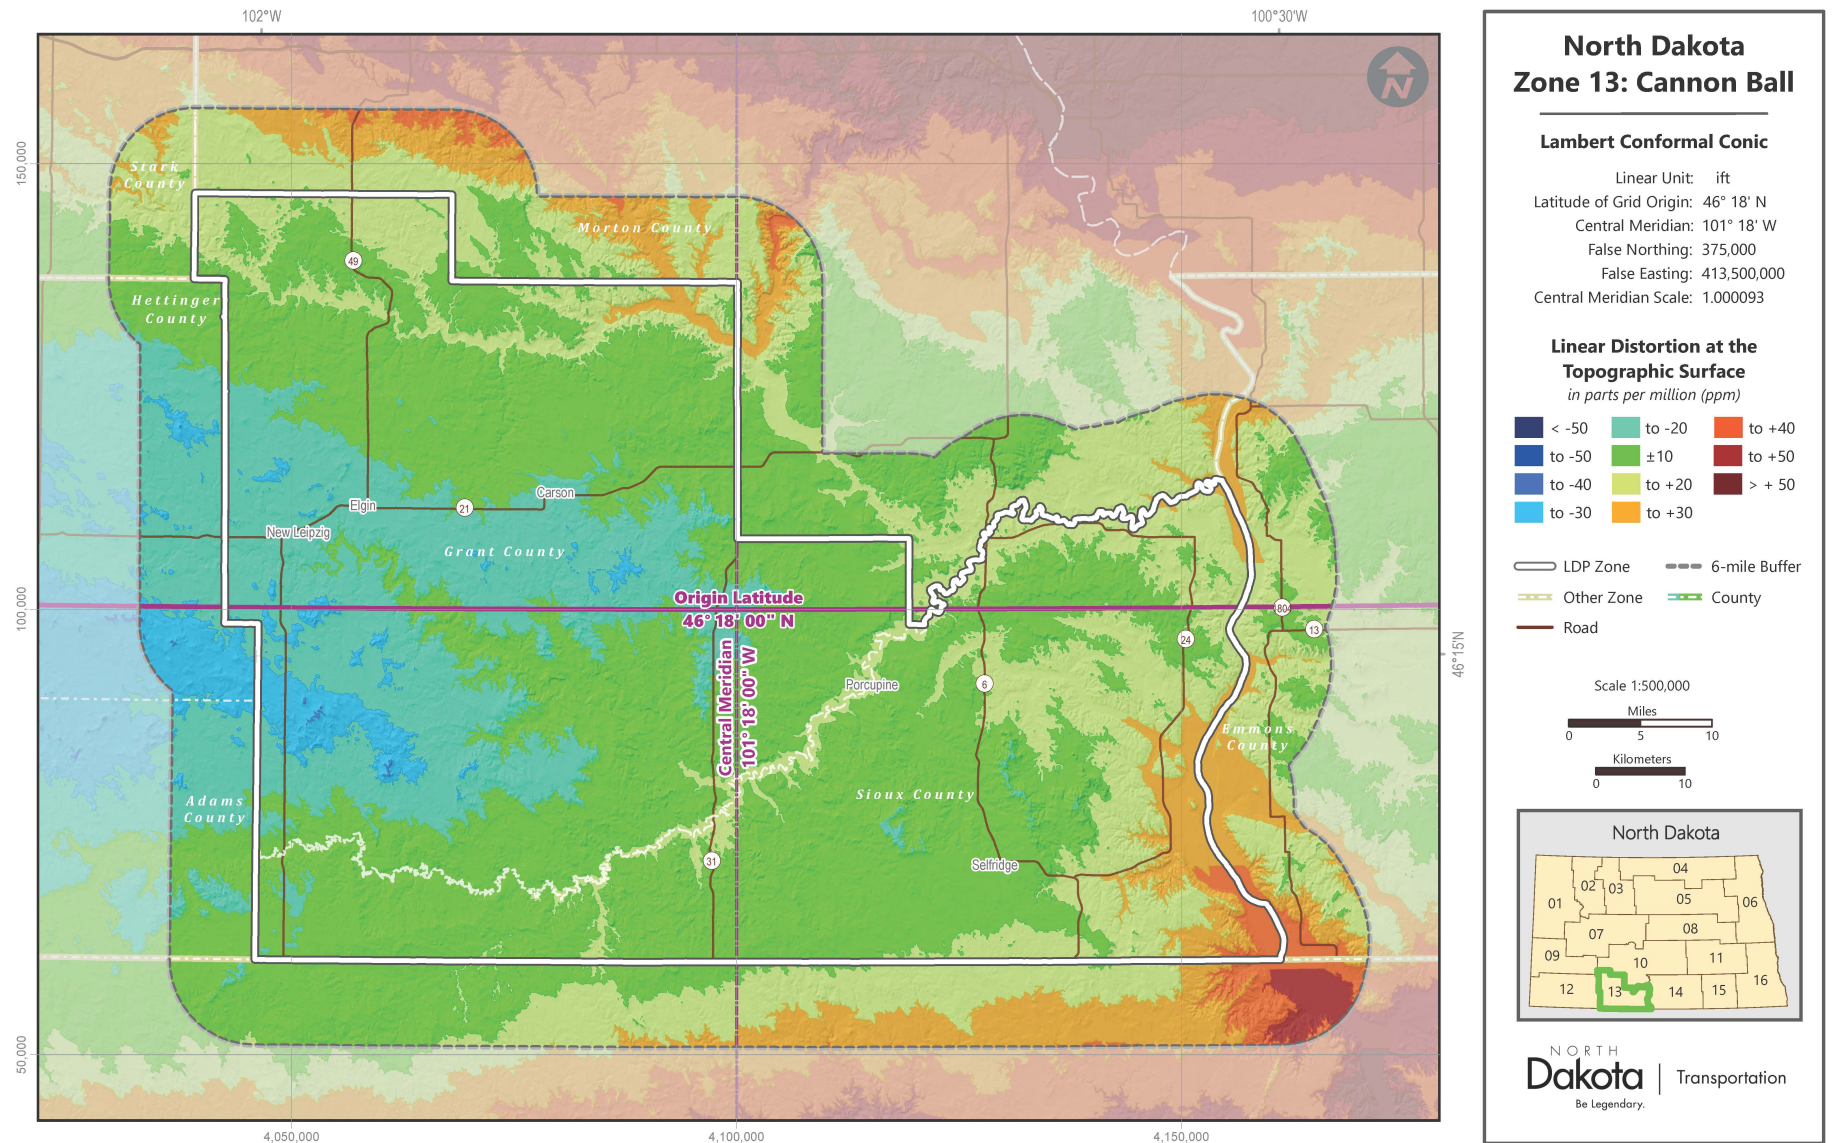 102°W
100°30'W
150,000
100,000
50,000
4,050,000
4,100,000
4,150,000
46°15'N
N
Stark
County
Morton County
49
Hettinger
County
Carson
Elgin
21
New Leipzig
Grant County
Origin Latitude
46° 18' 00" N
Central Meridian
101° 18' 00" W
Porcupine
6
24
13
Emmons
County
Adams
County
Sioux County
31
Selfridge
North Dakota
Zone 13: Cannon Ball
Lambert Conformal Conic
Linear Unit: ift
Latitude of Grid Origin: 46° 18' N
Central Meridian: 101° 18' W
False Northing: 375,000
False Easting: 413,500,000
Central Meridian Scale: 1.000093
Linear Distortion at the
Topographic Surface
in parts per million (ppm)
< -50 to -20 to +40
to -50 ±10 to +50
to -40 to +20 > + 50
to -30 to +30
LDP Zone 6-mile Buffer
Other Zone County
Road
Scale 1:500,000
Miles
0 5 10
Kilometers
0 10
North Dakota
04
02 03
05
01 06
07 08
09 10 11
12 13 14 15 16
NORTH
Dakota Transportation
Be Legendary.